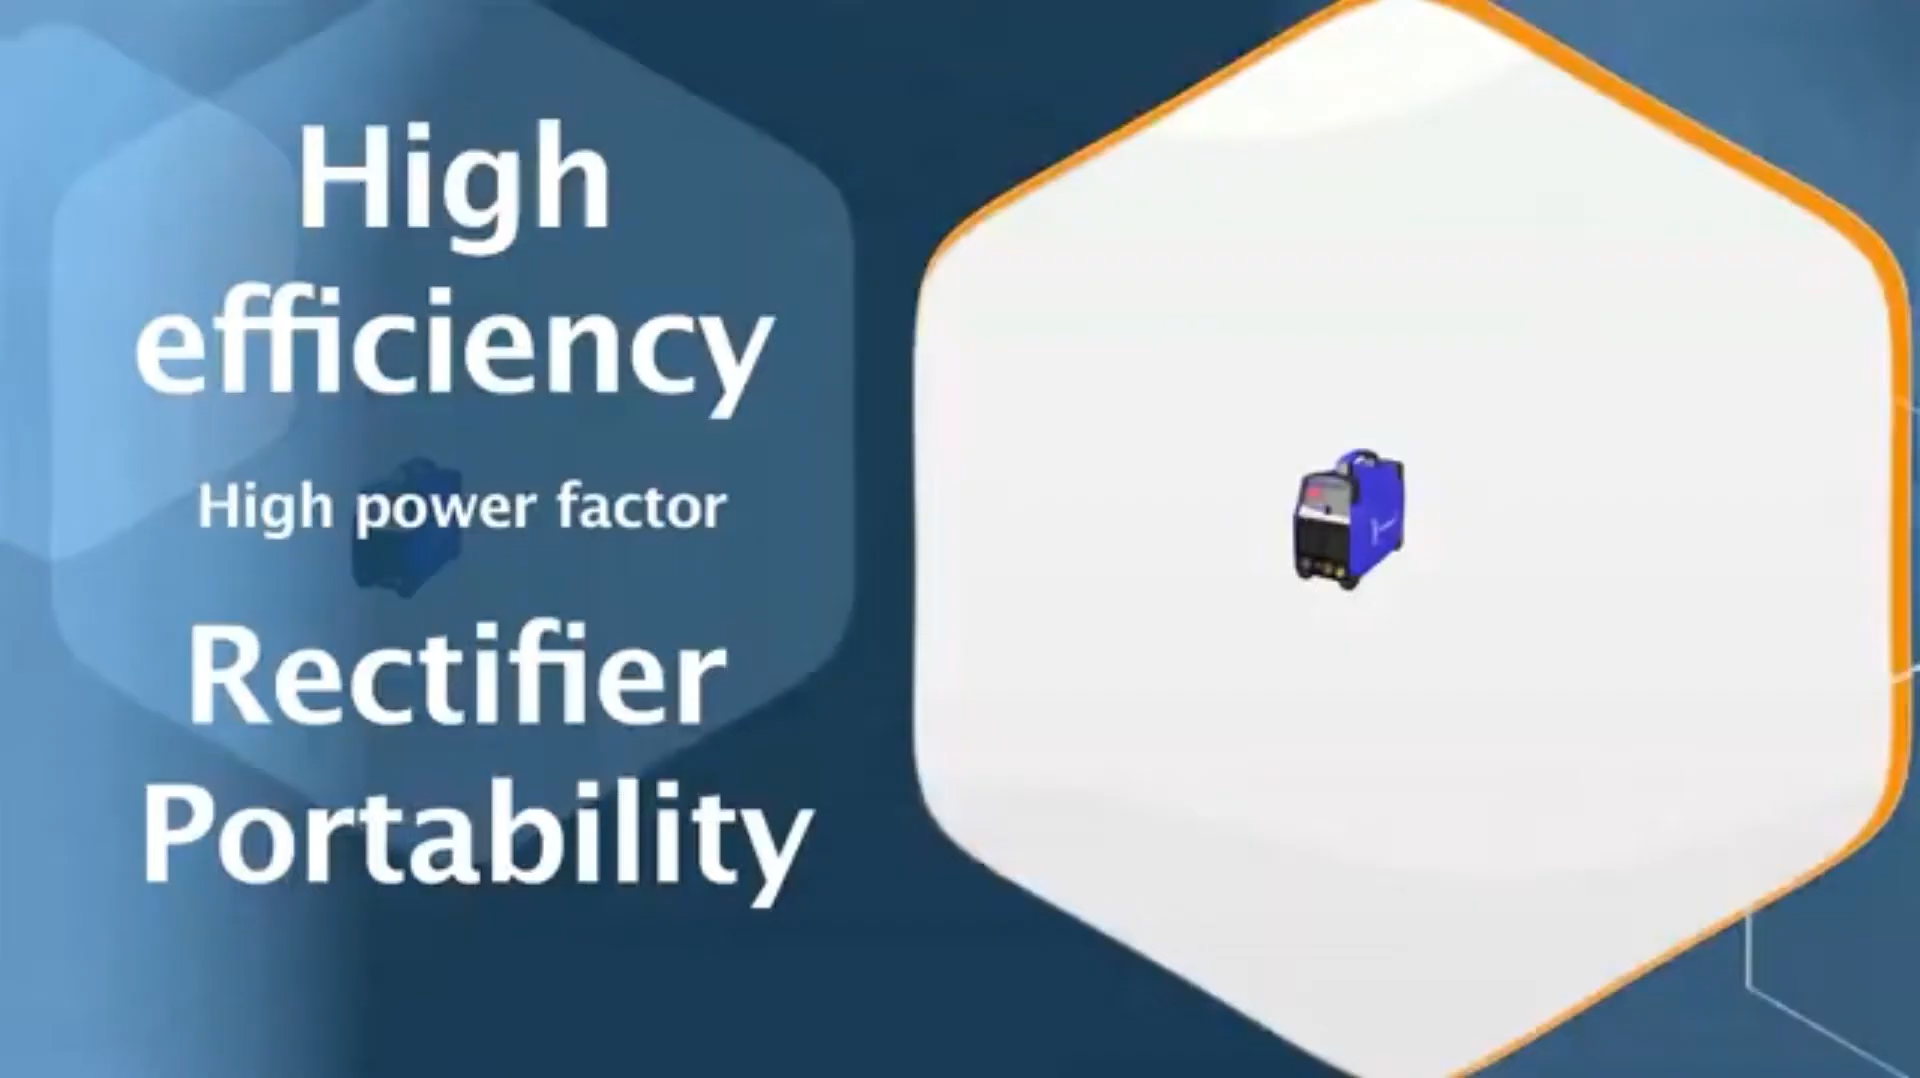 High
efficiency
High power factor
Rectifier
Portability